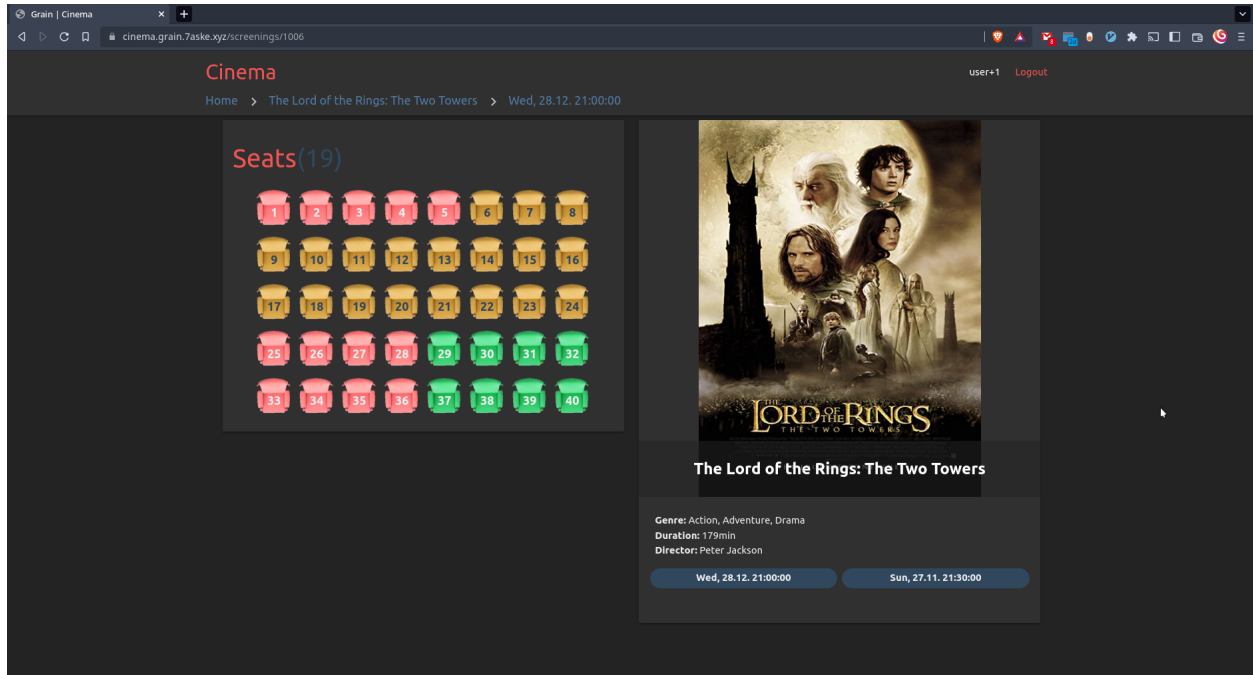 Grain | Cinema
cinema.grain.7aske.xyz/screenings/1006
Cinema
user+1 Logout
Home > The Lord of the Rings: The Two Towers > Wed, 28.12. 21:00:00
Seats(19)
1 2 3 4 5 6 7 8
9 10 11 12 13 14 15 16
17 18 19 20 21 22 23 24
25 26 27 28 29 30 31 32
33 34 35 36 37 38 39 40
THE LORD OF THE RINGS
THE TWO TOWERS
The Lord of the Rings: The Two Towers
Genre: Action, Adventure, Drama
Duration: 179min
Director: Peter Jackson
Wed, 28.12. 21:00:00 Sun, 27.11. 21:30:00